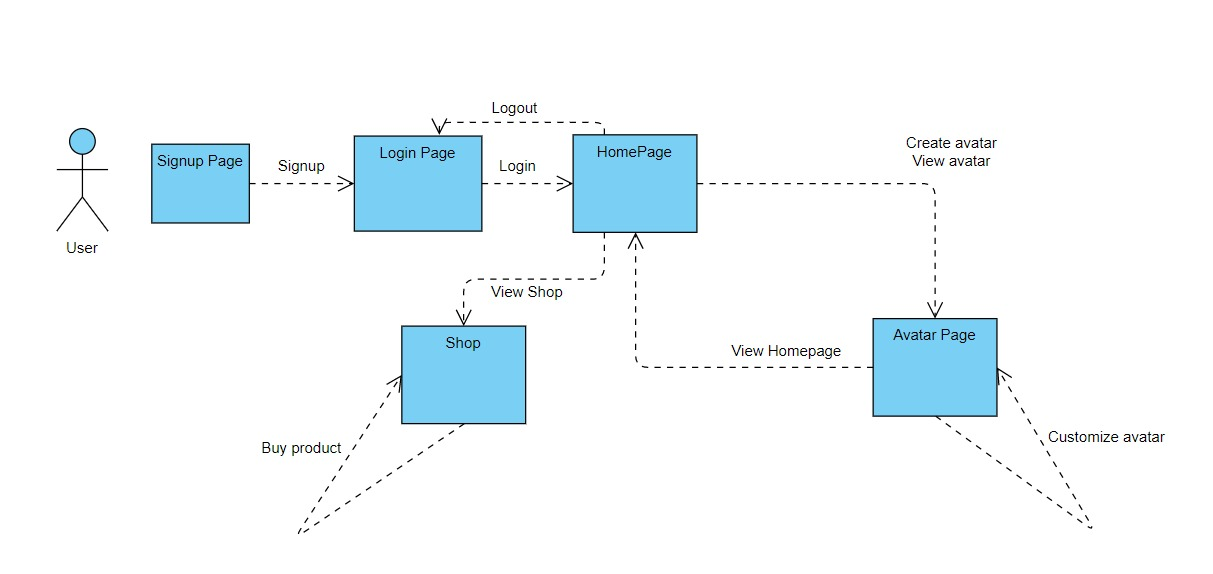 Logout
Create avatar
View avatar
Signup Page
Signup
Login Page
Login
HomePage
User
View Shop
Shop
View Homepage
Avatar Page
Buy product
Customize avatar